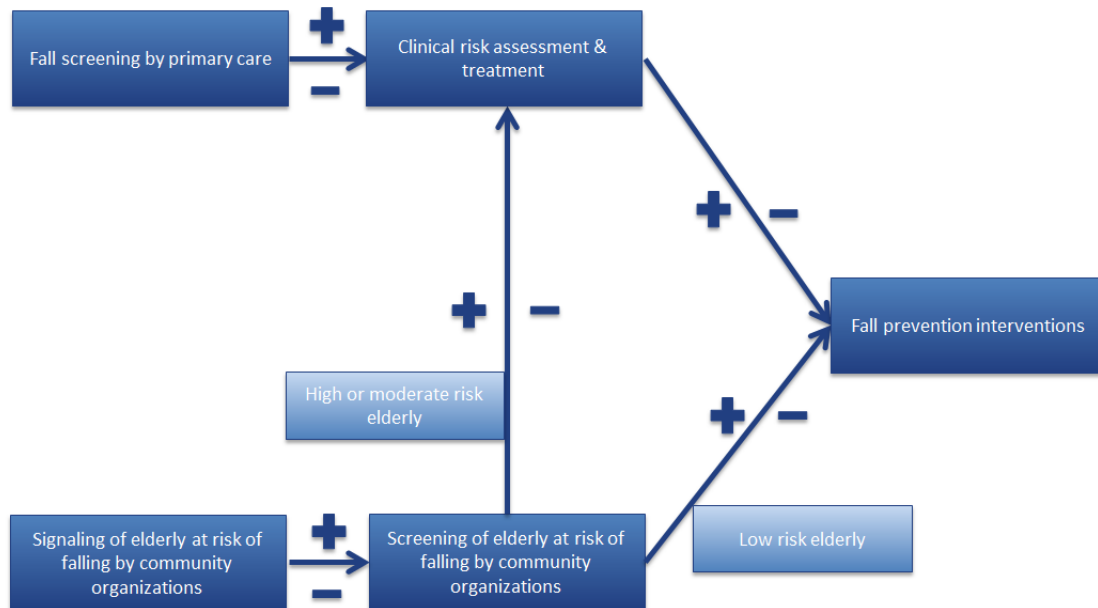 Fall screening by primary care
Clinical risk assessment &
treatment
+
−
+
−
+
−
Fall prevention interventions
High or moderate risk
elderly
+
−
Signaling of elderly at risk of
falling by community
organizations
+
−
Screening of elderly at risk of
falling by community
organizations
Low risk elderly